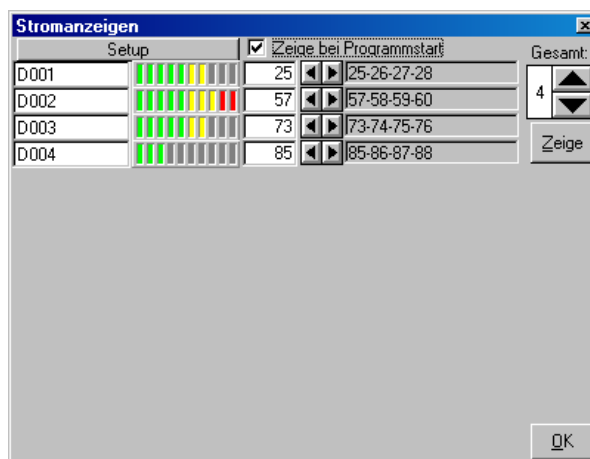 Stromanzeigen
Setup Zeige bei Programmstart Gesamt:
D001 25 25-26-27-28
D002 57 57-58-59-60 4
D003 73 73-74-75-76
D004 85 85-86-87-88 Zeige
OK